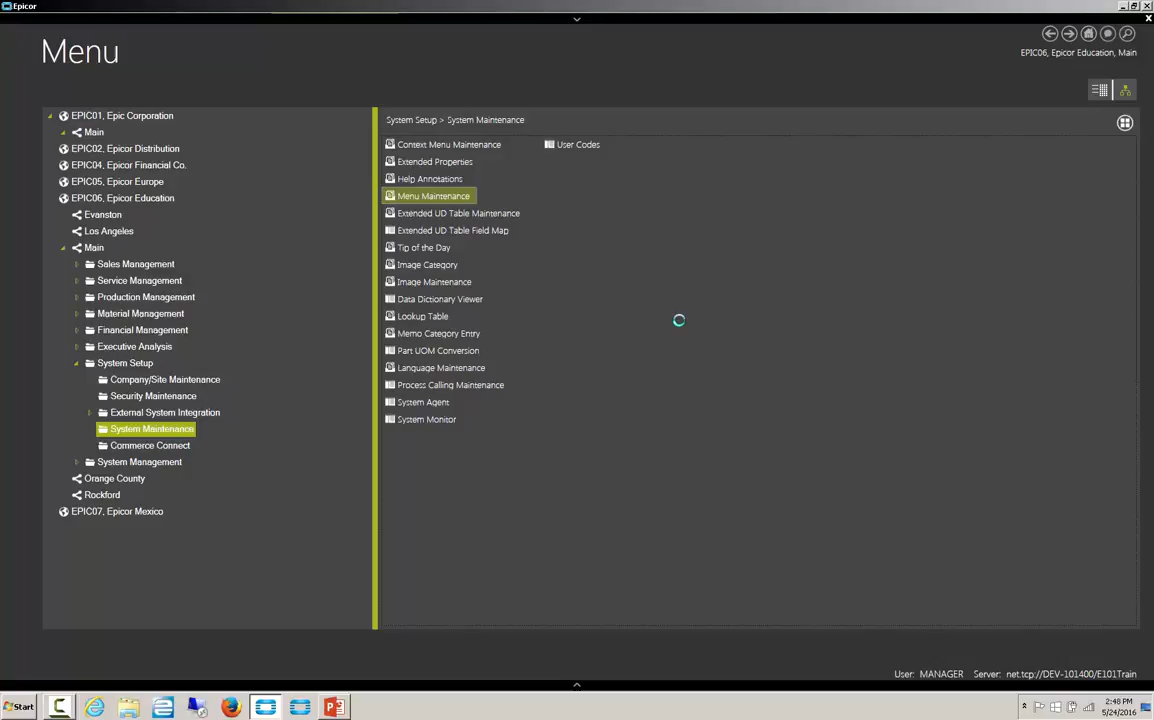 Epicor
Menu
EPIC06, Epicor Education, Main
EPIC01, Epic Corporation
Main
EPIC02, Epicor Distribution
EPIC04, Epicor Financial Co.
EPIC05, Epicor Europe
EPIC06, Epicor Education
Evanston
Los Angeles
Main
Sales Management
Service Management
Production Management
Material Management
Financial Management
Executive Analysis
System Setup
Company/Site Maintenance
Security Maintenance
External System Integration
System Maintenance
Commerce Connect
System Management
Orange County
Rockford
EPIC07, Epicor Mexico
System Setup > System Maintenance
Context Menu Maintenance
Extended Properties
Help Annotations
Menu Maintenance
Extended UD Table Maintenance
Extended UD Table Field Map
Tip of the Day
Image Category
Image Maintenance
Data Dictionary Viewer
Lookup Table
Memo Category Entry
Part UOM Conversion
Language Maintenance
Process Calling Maintenance
System Agent
System Monitor
User Codes
User: MANAGER Server: net.tcp://DEV-101400/E101Train
Start
2:48 PM
5/24/2016